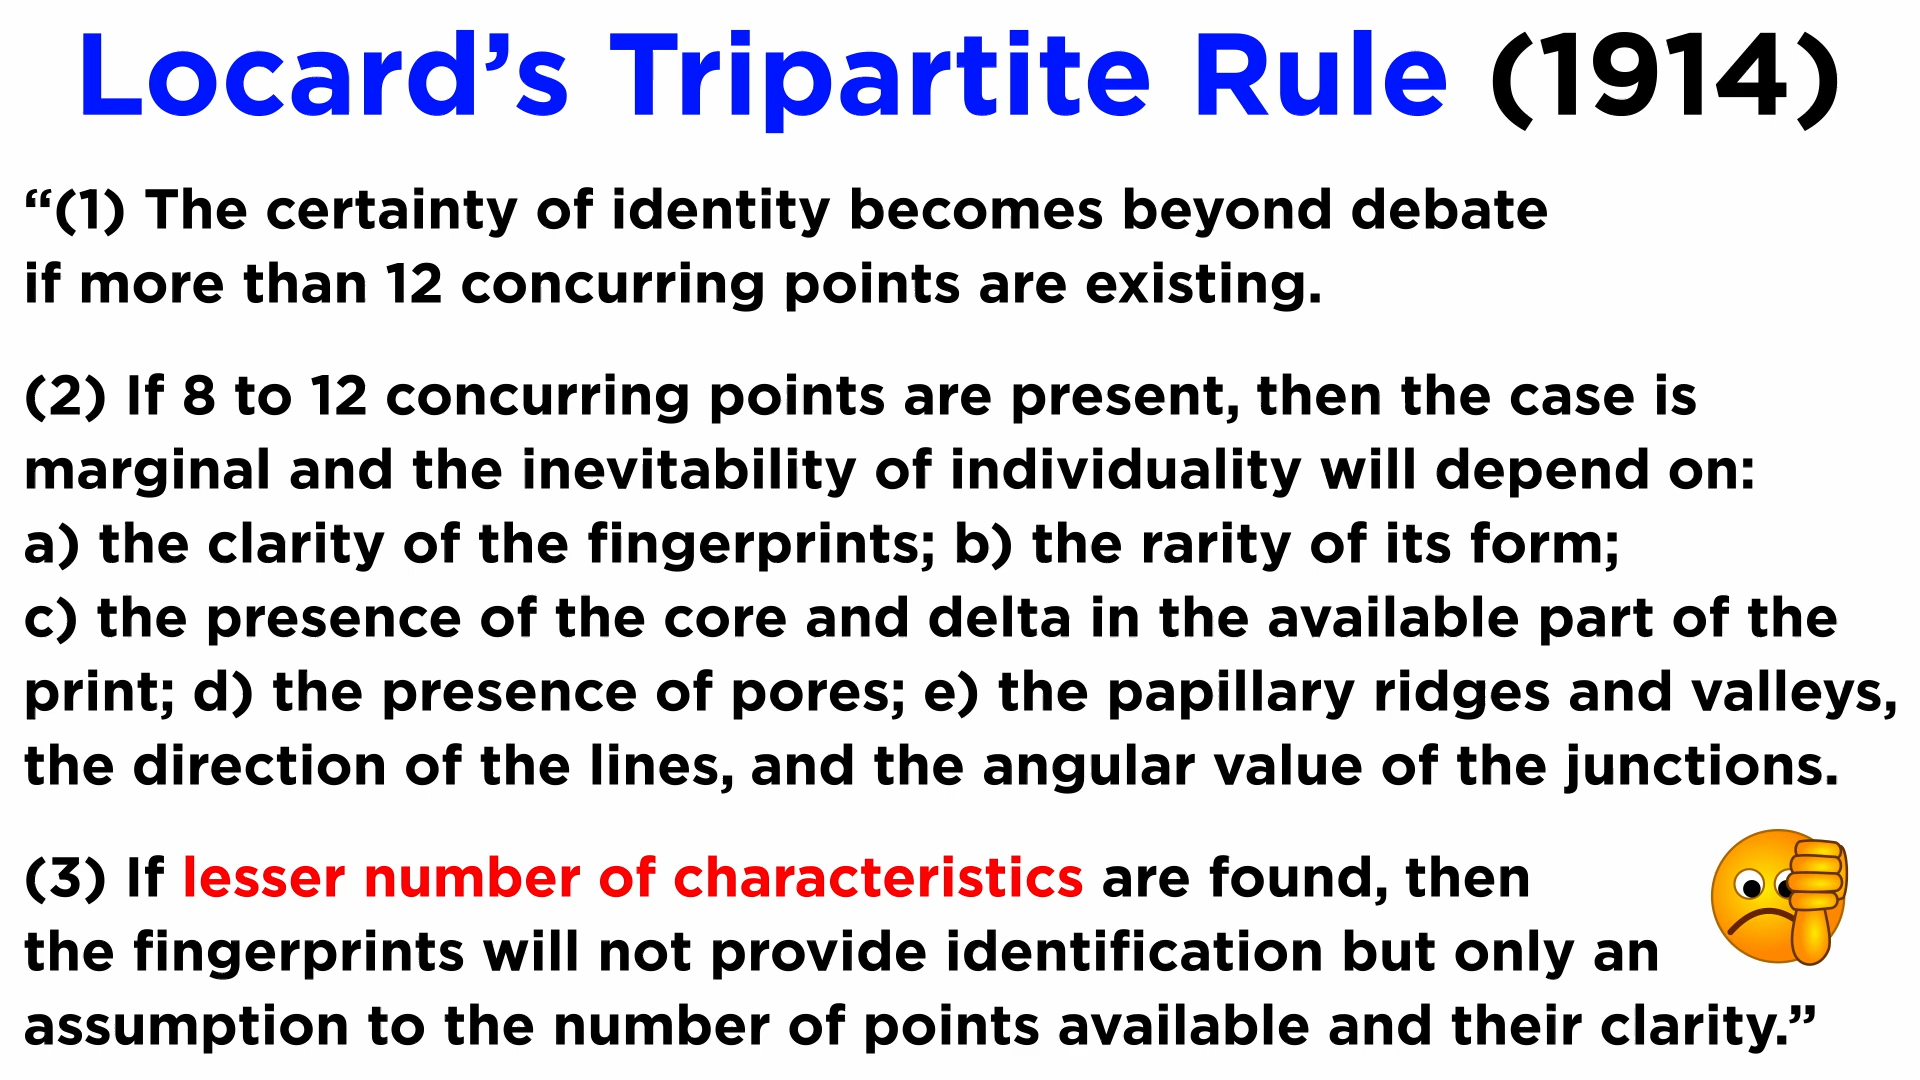 Locard’s Tripartite Rule (1914)
“(1) The certainty of identity becomes beyond debate
if more than 12 concurring points are existing.
(2) If 8 to 12 concurring points are present, then the case is
marginal and the inevitability of individuality will depend on:
a) the clarity of the fingerprints; b) the rarity of its form;
c) the presence of the core and delta in the available part of the
print; d) the presence of pores; e) the papillary ridges and valleys,
the direction of the lines, and the angular value of the junctions.
(3) If lesser number of characteristics are found, then
the fingerprints will not provide identification but only an
assumption to the number of points available and their clarity.”